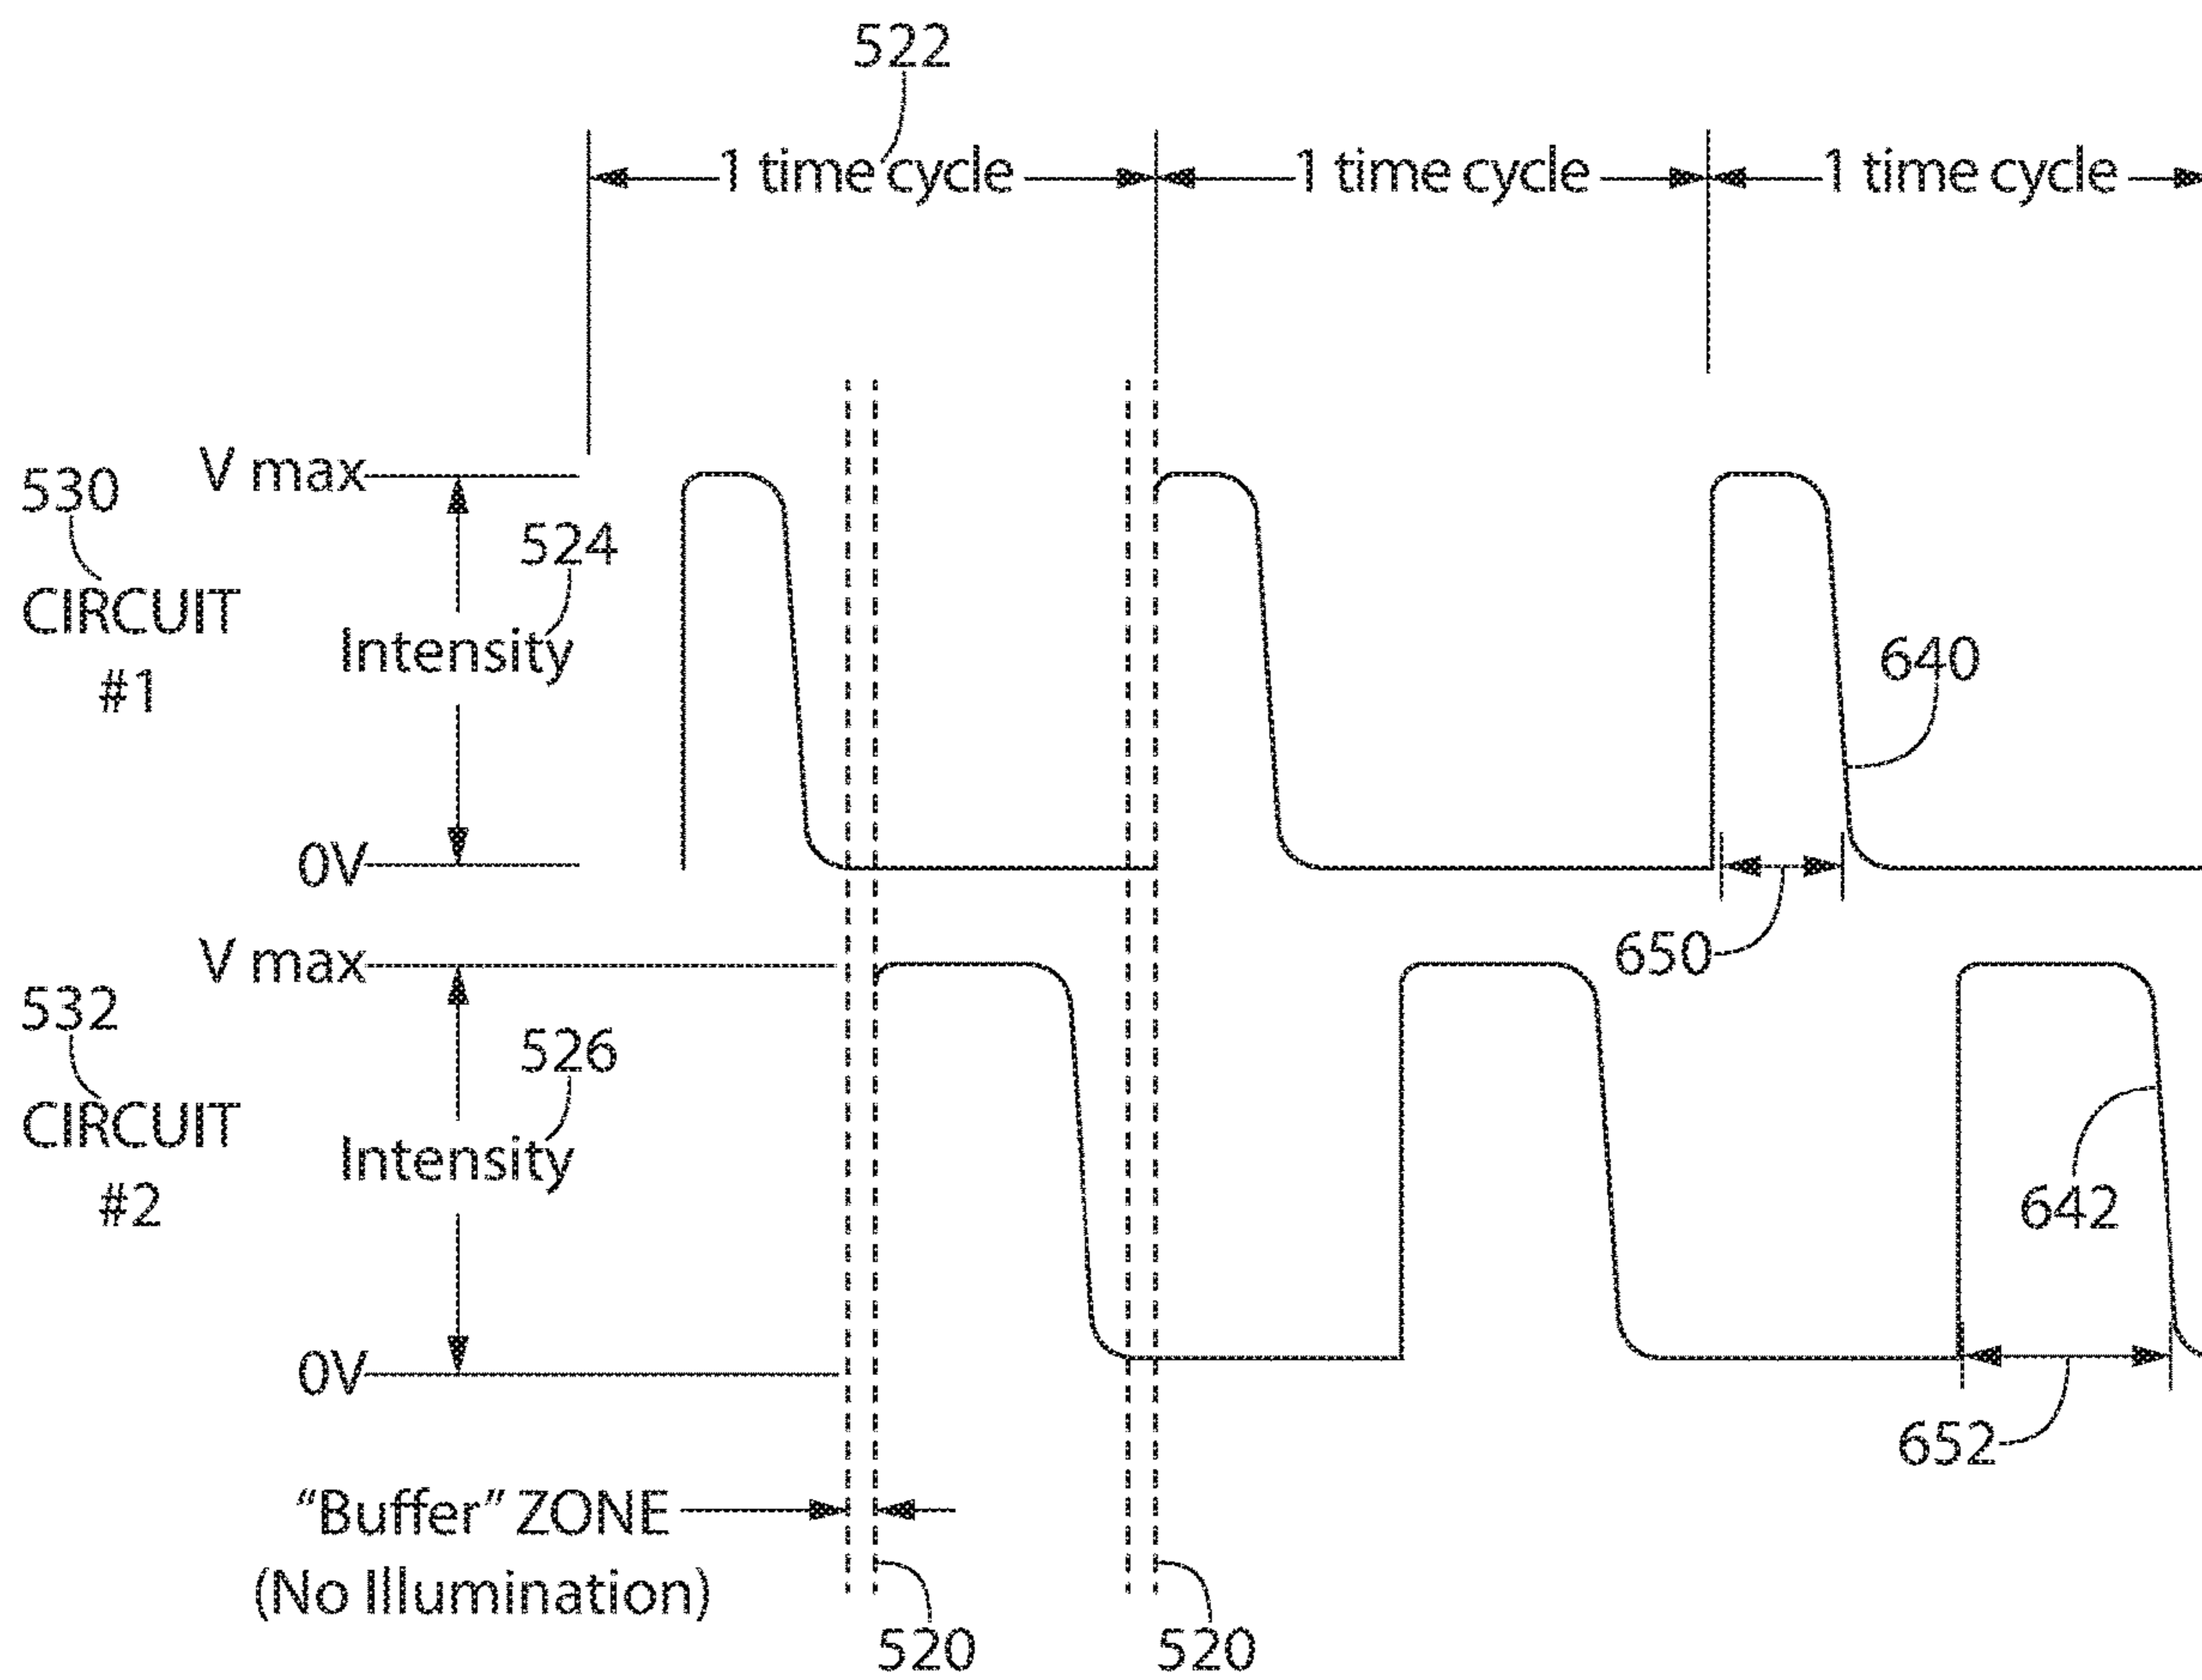 522
1 time cycle
1 time cycle
1 time cycle
530
V max
524
CIRCUIT
#1
Intensity
640
0V
650
V max
532
526
CIRCUIT
#2
Intensity
642
0V
652
“Buffer” ZONE
(No Illumination)
520
520